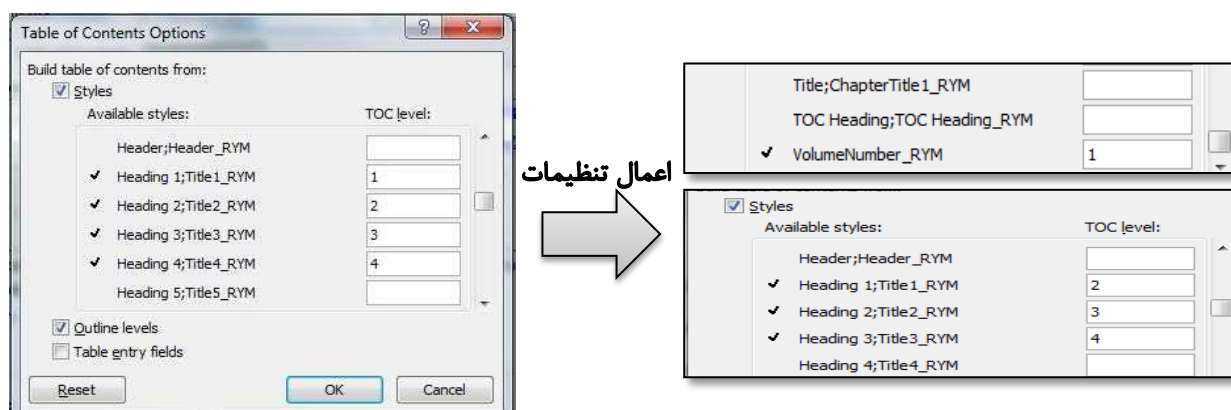 Table of Contents Options
Build table of contents from:
Styles
Available styles: TOC level:
Header;Header_RYM
Heading 1;Title1_RYM 1
Heading 2;Title2_RYM 2
Heading 3;Title3_RYM 3
Heading 4;Title4_RYM 4
Heading 5;Title5_RYM
Outline levels
Table entry fields
Reset OK Cancel
اعمال تنظیمات
Title;ChapterTitle1_RYM
TOC Heading;TOC Heading_RYM
VolumeNumber_RYM 1
Styles
Available styles: TOC level:
Header;Header_RYM
Heading 1;Title1_RYM 2
Heading 2;Title2_RYM 3
Heading 3;Title3_RYM 4
Heading 4;Title4_RYM